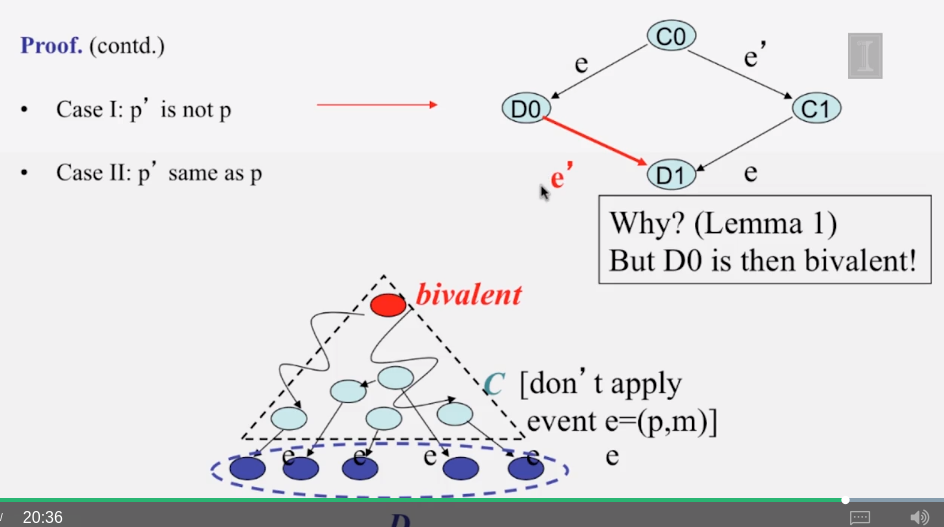 Proof. (contd.)
• Case I: p’ is not p
• Case II: p’ same as p
C0
e
e’
D0
C1
e’
D1
e
Why? (Lemma 1)
But D0 is then bivalent!
bivalent
C [don’t apply
event e=(p,m)]
e e e e e e
D
20:36